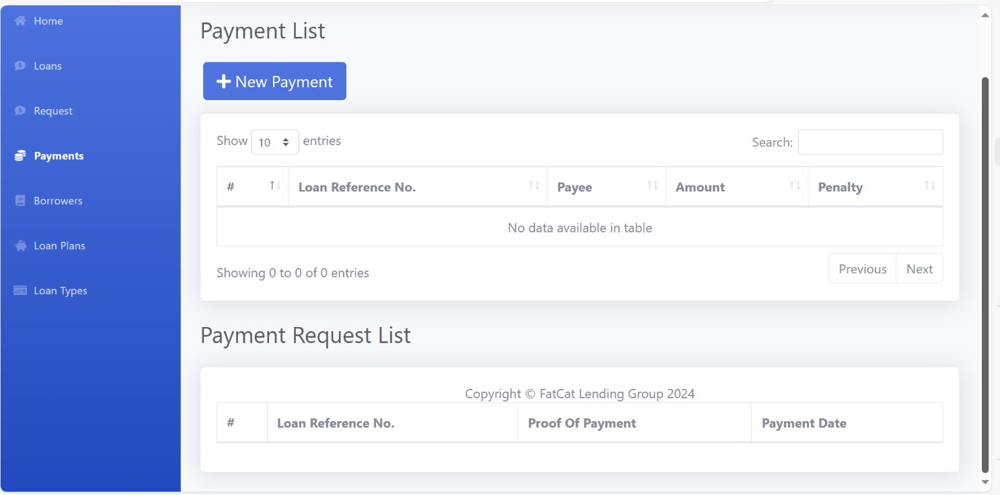 Home
Loans
Request
Payments
Borrowers
Loan Plans
Loan Types
Payment List
New Payment
Show 10 entries
Search:
# Loan Reference No. Payee Amount Penalty
No data available in table
Showing 0 to 0 of 0 entries
Previous Next
Payment Request List
Copyright © FatCat Lending Group 2024
# Loan Reference No. Proof Of Payment Payment Date